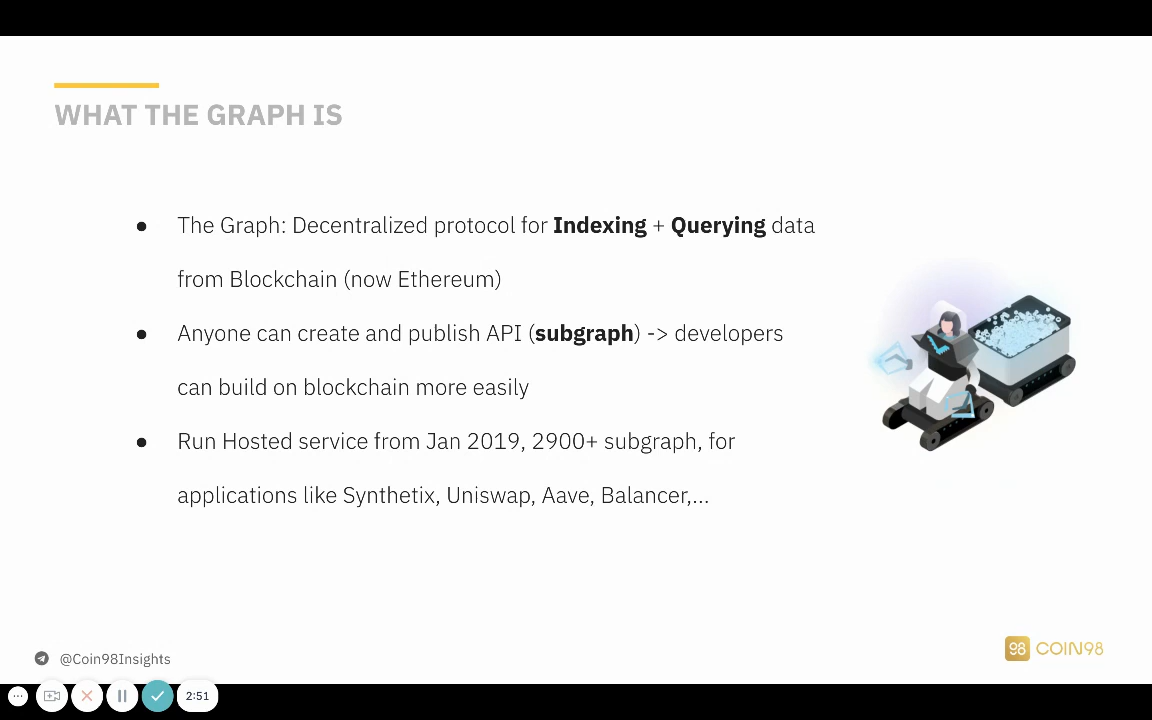 WHAT THE GRAPH IS
● The Graph: Decentralized protocol for Indexing + Querying data
from Blockchain (now Ethereum)
● Anyone can create and publish API (subgraph) -> developers
can build on blockchain more easily
● Run Hosted service from Jan 2019, 2900+ subgraph, for
applications like Synthetix, Uniswap, Aave, Balancer,...
@Coin98Insights
98 COIN98
2:51